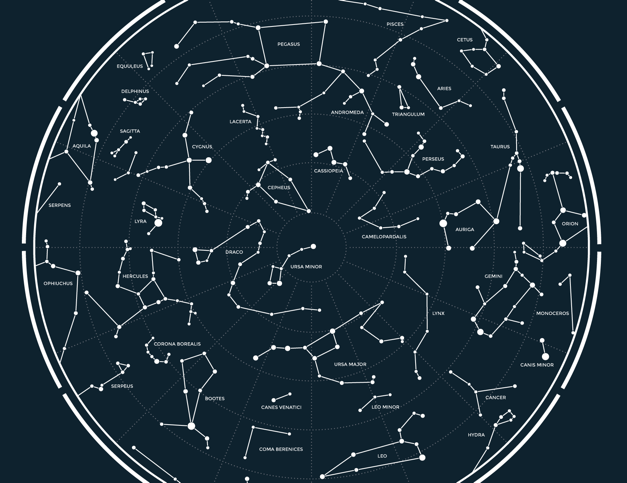 PISCES
PEGASUS
CETUS
EQUULEUS
DELPHINUS
ARIES
ANDROMEDA
TRIANGULUM
LACERTA
SAGITTA
AQUILA
CYGNUS
TAURUS
PERSEUS
CASSIOPEIA
CEPHEUS
SERPENS
LYRA
ORION
AURIGA
CAMELOPARDALIS
DRACO
URSA MINOR
HERCULES
GEMINI
OPHIUCHUS
LYNX
MONOCEROS
CORONA BOREALIS
URSA MAJOR
CANIS MINOR
SERPEUS
BOOTES
CANCER
CANES VENATICI
LEO MINOR
HYDRA
COMA BERENICES
LEO